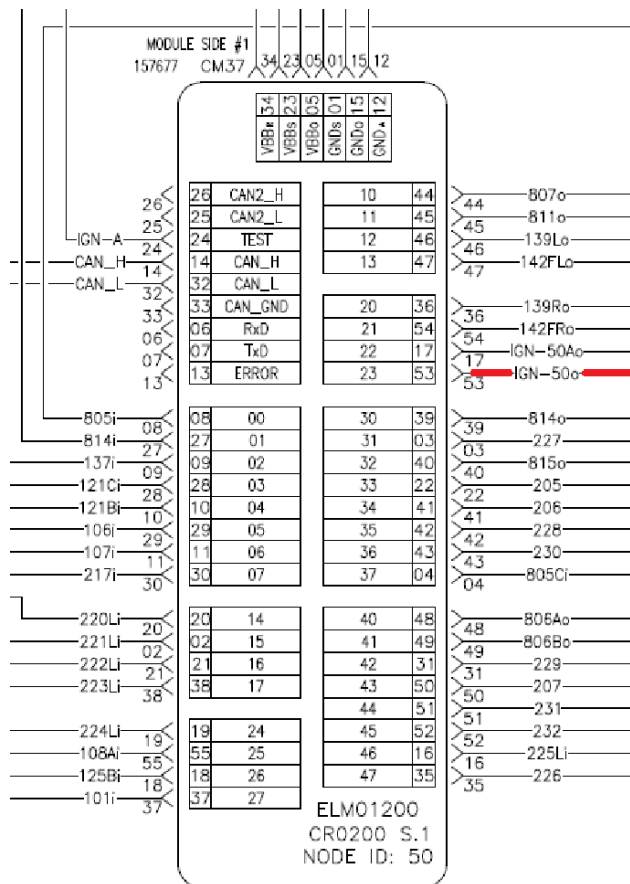 MODULE SIDE #1
157677 CM37 34 23 05 01 15 12
34 23 05 01 15 12
VBBR VBBs VBBo GNDs GNDo GNDA
26 26 CAN2_H 10 44 44 807o
25 25 CAN2_L 11 45 45 811o
IGN-A 24 24 TEST 12 46 46 139Lo
CAN_H 14 14 CAN_H 13 47 47 142FLo
CAN_L 32 32 CAN_L
33 33 CAN_GND 20 36 36 139Ro
06 06 RxD 21 54 54 142FRo
07 07 TxD 22 17 17 IGN-50Ao
13 13 ERROR 23 53 53 IGN-50o
805i 08 08 00 30 39 39 814o
814i 27 27 01 31 03 03 227
137i 09 09 02 32 40 40 815o
121Ci 28 28 03 33 22 22 205
121Bi 10 10 04 34 41 41 206
106i 29 29 05 35 42 42 228
107i 11 11 06 36 43 43 230
217i 30 30 07 37 04 04 805Ci
220Li 20 20 14 40 48 48 806Ao
221Li 02 02 15 41 49 49 806Bo
222Li 21 21 16 42 31 31 229
223Li 38 38 17 43 50 50 207
44 51 51 231
224Li 19 19 24 45 52 52 232
108Ai 55 55 25 46 16 16 225Li
125Bi 18 18 26 47 35 35 226
101i 37 37 27
ELM01200
CR0200 S.1
NODE ID: 50